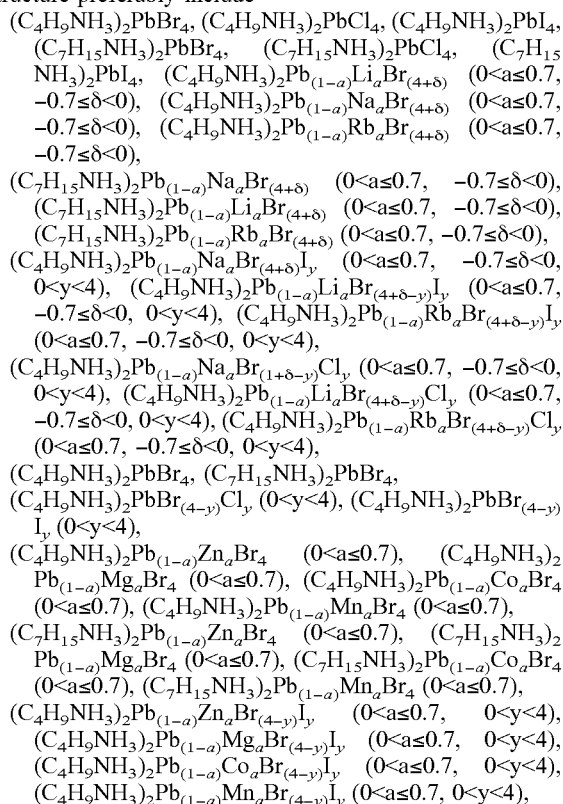 structure preferably include
(C₄H₉NH₃)₂PbBr₄, (C₄H₉NH₃)₂PbCl₄, (C₄H₉NH₃)₂PbI₄,
(C₇H₁₅NH₃)₂PbBr₄, (C₇H₁₅NH₃)₂PbCl₄, (C₇H₁₅
NH₃)₂PbI₄, (C₄H₉NH₃)₂Pb₍₁₋ₐ₎LiₐBr₍₄₊δ₎ (0<a≤0.7,
−0.7≤δ<0), (C₄H₉NH₃)₂Pb₍₁₋ₐ₎NaₐBr₍₄₊δ₎ (0<a≤0.7,
−0.7≤δ<0), (C₄H₉NH₃)₂Pb₍₁₋ₐ₎RbₐBr₍₄₊δ₎ (0<a≤0.7,
−0.7≤δ<0),
(C₇H₁₅NH₃)₂Pb₍₁₋ₐ₎NaₐBr₍₄₊δ₎ (0<a≤0.7, −0.7≤δ<0),
(C₇H₁₅NH₃)₂Pb₍₁₋ₐ₎LiₐBr₍₄₊δ₎ (0<a≤0.7, −0.7≤δ<0),
(C₇H₁₅NH₃)₂Pb₍₁₋ₐ₎RbₐBr₍₄₊δ₎ (0<a≤0.7, −0.7≤δ<0),
(C₄H₉NH₃)₂Pb₍₁₋ₐ₎NaₐBr₍₄₊δ₎Iy (0<a≤0.7, −0.7≤δ<0,
0<y<4), (C₄H₉NH₃)₂Pb₍₁₋ₐ₎LiₐBr₍₄₊δ₋y₎Iy (0<a≤0.7,
−0.7≤δ<0, 0<y<4), (C₄H₉NH₃)₂Pb₍₁₋ₐ₎RbₐBr₍₄₊δ₋y₎Iy
(0<a≤0.7, −0.7≤δ<0, 0<y<4),
(C₄H₉NH₃)₂Pb₍₁₋ₐ₎NaₐBr₍₁₊δ₋y₎Cly (0<a≤0.7, −0.7≤δ<0,
0<y<4), (C₄H₉NH₃)₂Pb₍₁₋ₐ₎LiₐBr₍₄₊δ₋y₎Cly (0<a≤0.7,
−0.7≤δ<0, 0<y<4), (C₄H₉NH₃)₂Pb₍₁₋ₐ₎RbₐBr₍₄₊δ₋y₎Cly
(0<a≤0.7, −0.7≤δ<0, 0<y<4),
(C₄H₉NH₃)₂PbBr₄, (C₇H₁₅NH₃)₂PbBr₄,
(C₄H₉NH₃)₂PbBr₍₄₋y₎Cly (0<y<4), (C₄H₉NH₃)₂PbBr₍₄₋y₎
Iy (0<y<4),
(C₄H₉NH₃)₂Pb₍₁₋ₐ₎ZnₐBr₄ (0<a≤0.7), (C₄H₉NH₃)₂
Pb₍₁₋ₐ₎MgₐBr₄ (0<a≤0.7), (C₄H₉NH₃)₂Pb₍₁₋ₐ₎CoₐBr₄
(0<a≤0.7), (C₄H₉NH₃)₂Pb₍₁₋ₐ₎MnₐBr₄ (0<a≤0.7),
(C₇H₁₅NH₃)₂Pb₍₁₋ₐ₎ZnₐBr₄ (0<a≤0.7), (C₇H₁₅NH₃)₂
Pb₍₁₋ₐ₎MgₐBr₄ (0<a≤0.7), (C₇H₁₅NH₃)₂Pb₍₁₋ₐ₎CoₐBr₄
(0<a≤0.7), (C₇H₁₅NH₃)₂Pb₍₁₋ₐ₎MnₐBr₄ (0<a≤0.7),
(C₄H₉NH₃)₂Pb₍₁₋ₐ₎ZnₐBr₍₄₋y₎Iy (0<a≤0.7, 0<y<4),
(C₄H₉NH₃)₂Pb₍₁₋ₐ₎MgₐBr₍₄₋y₎Iy (0<a≤0.7, 0<y<4),
(C₄H₉NH₃)₂Pb₍₁₋ₐ₎CoₐBr₍₄₋y₎Iy (0<a≤0.7, 0<y<4),
(C₄H₉NH₃)₂Pb₍₁₋ₐ₎MnₐBr₍₄₋y₎Iy (0<a≤0.7, 0<y<4),